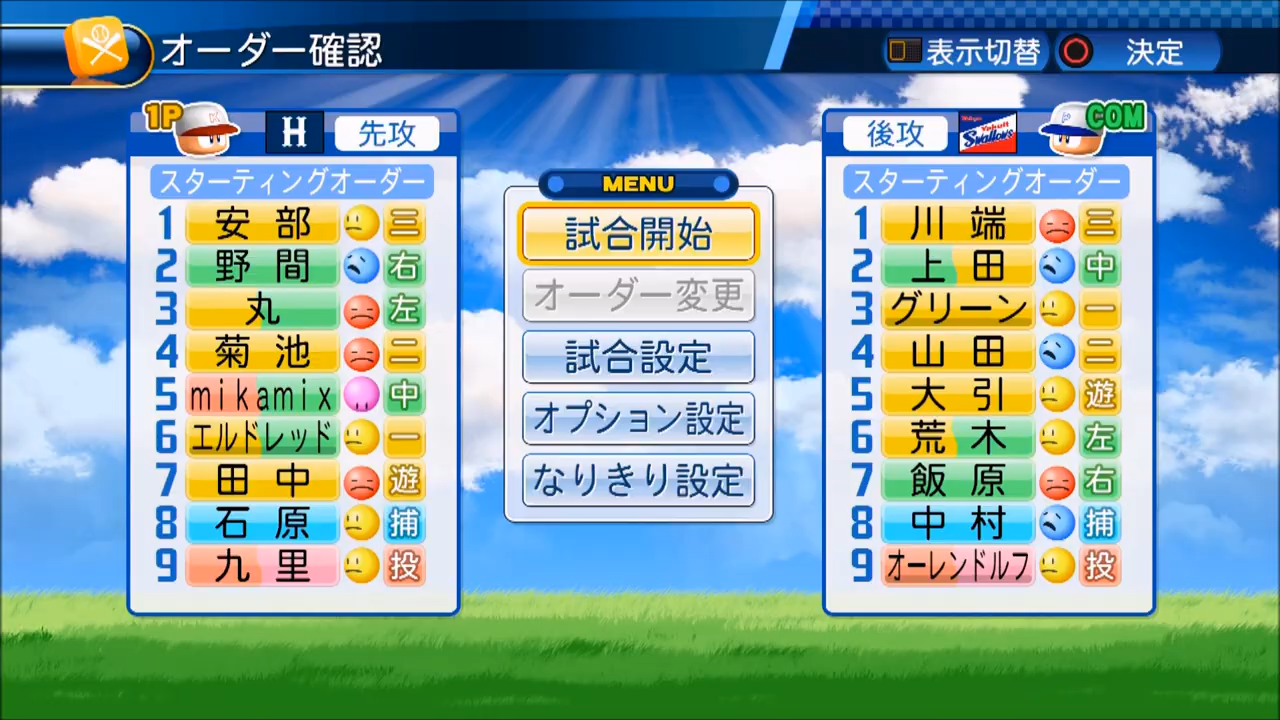 オーダー確認
表示切替
決定
1P
H
先攻
スターティングオーダー
1 安部 三
2 野間 右
3 丸 左
4 菊池 二
5 mikamix 中
6 エルドレッド 一
7 田中 遊
8 石原 捕
9 九里 投
MENU
試合開始
オーダー変更
試合設定
オプション設定
なりきり設定
後攻
Yakult
Swallows
COM
スターティングオーダー
1 川端 三
2 上田 中
3 グリーン 一
4 山田 二
5 大引 遊
6 荒木 左
7 飯原 右
8 中村 捕
9 オーレンドルフ 投